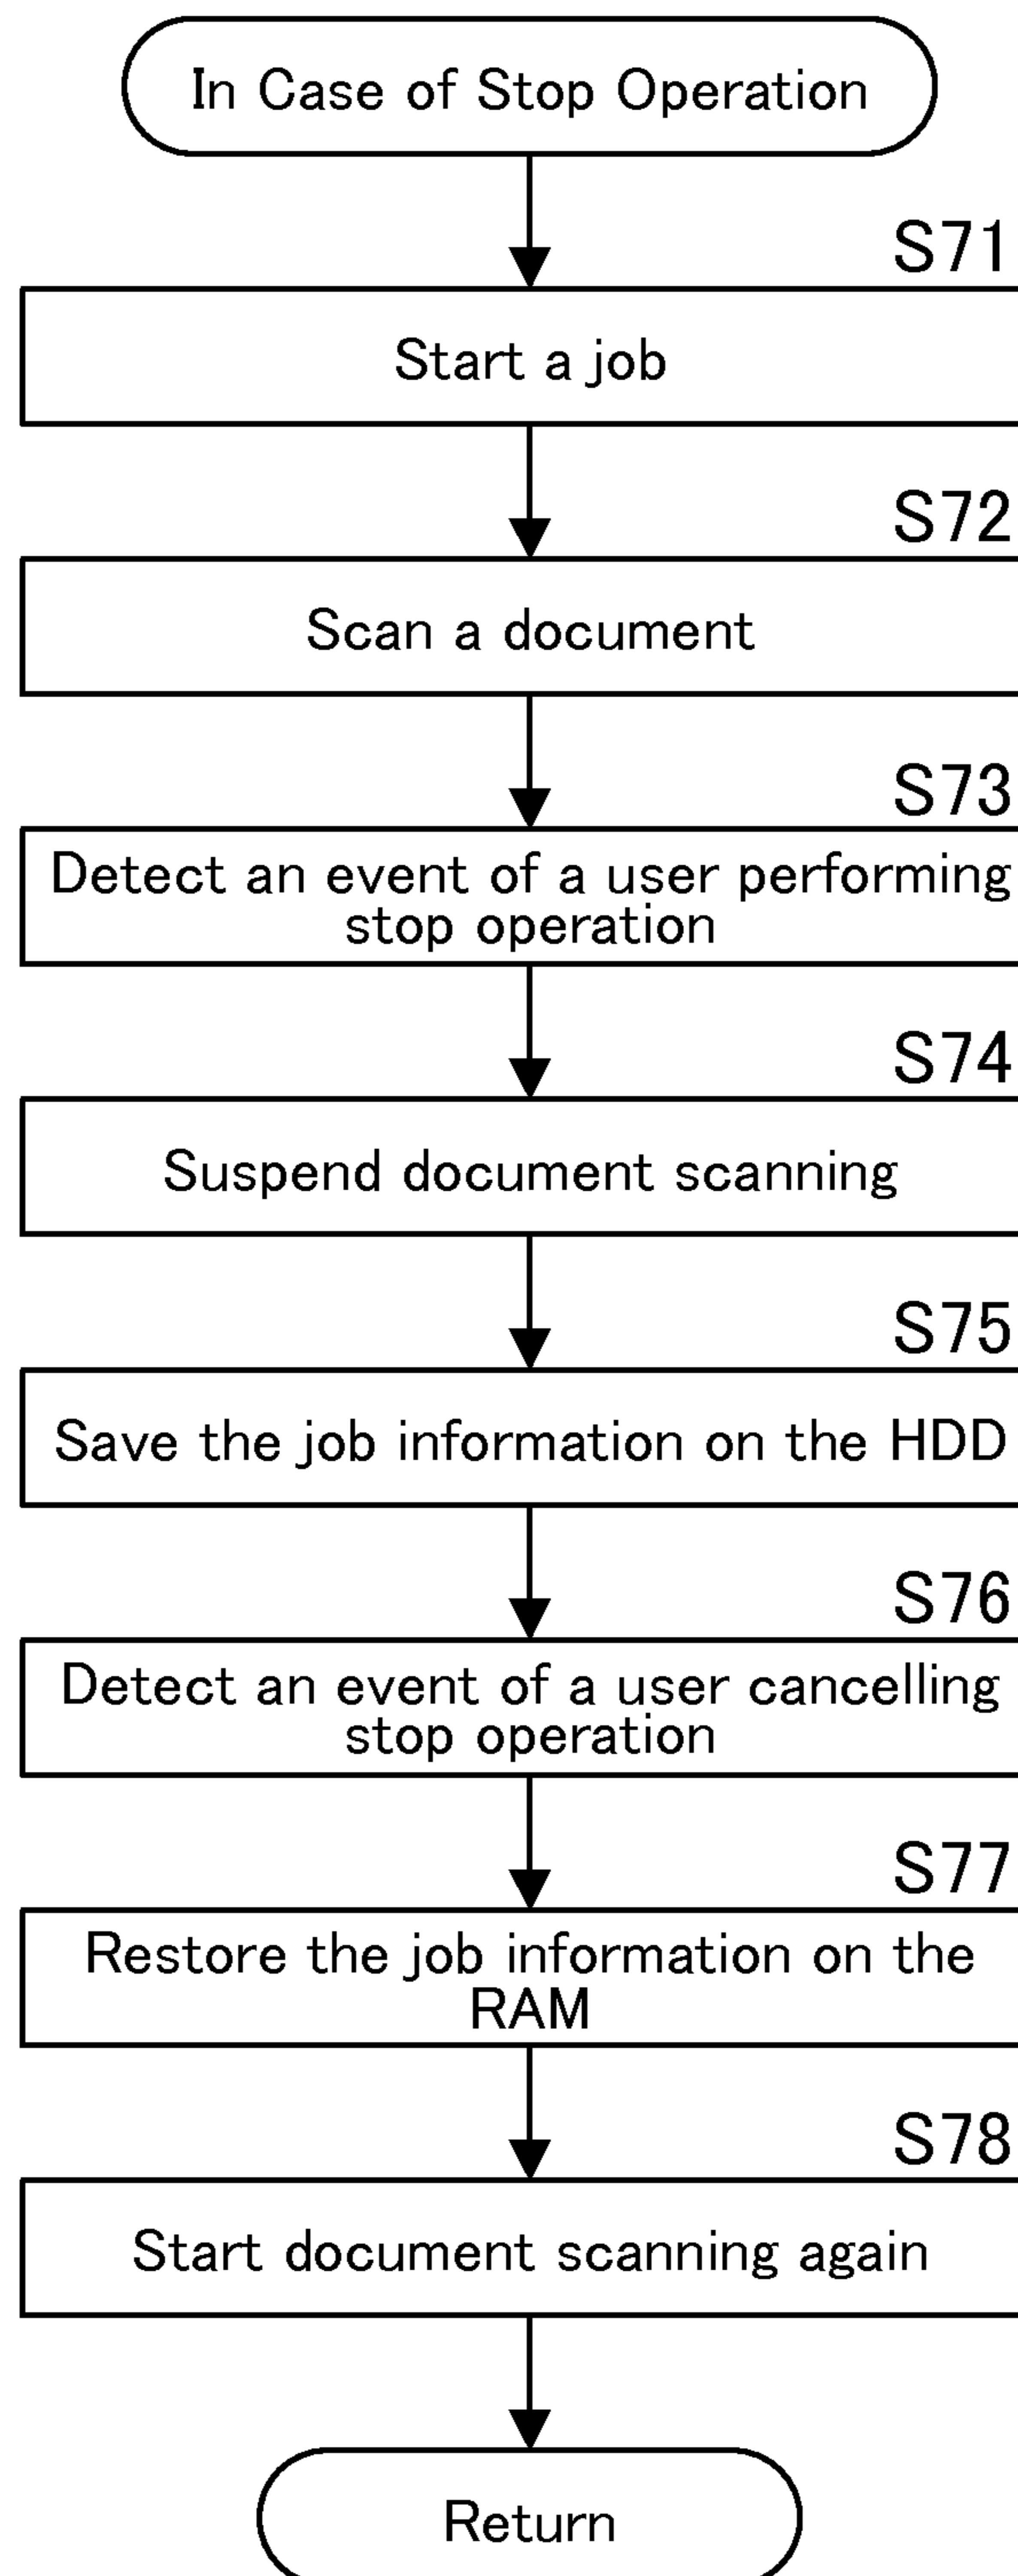 In Case of Stop Operation
S71
Start a job
S72
Scan a document
S73
Detect an event of a user performing
stop operation
S74
Suspend document scanning
S75
Save the job information on the HDD
S76
Detect an event of a user cancelling
stop operation
S77
Restore the job information on the
RAM
S78
Start document scanning again
Return